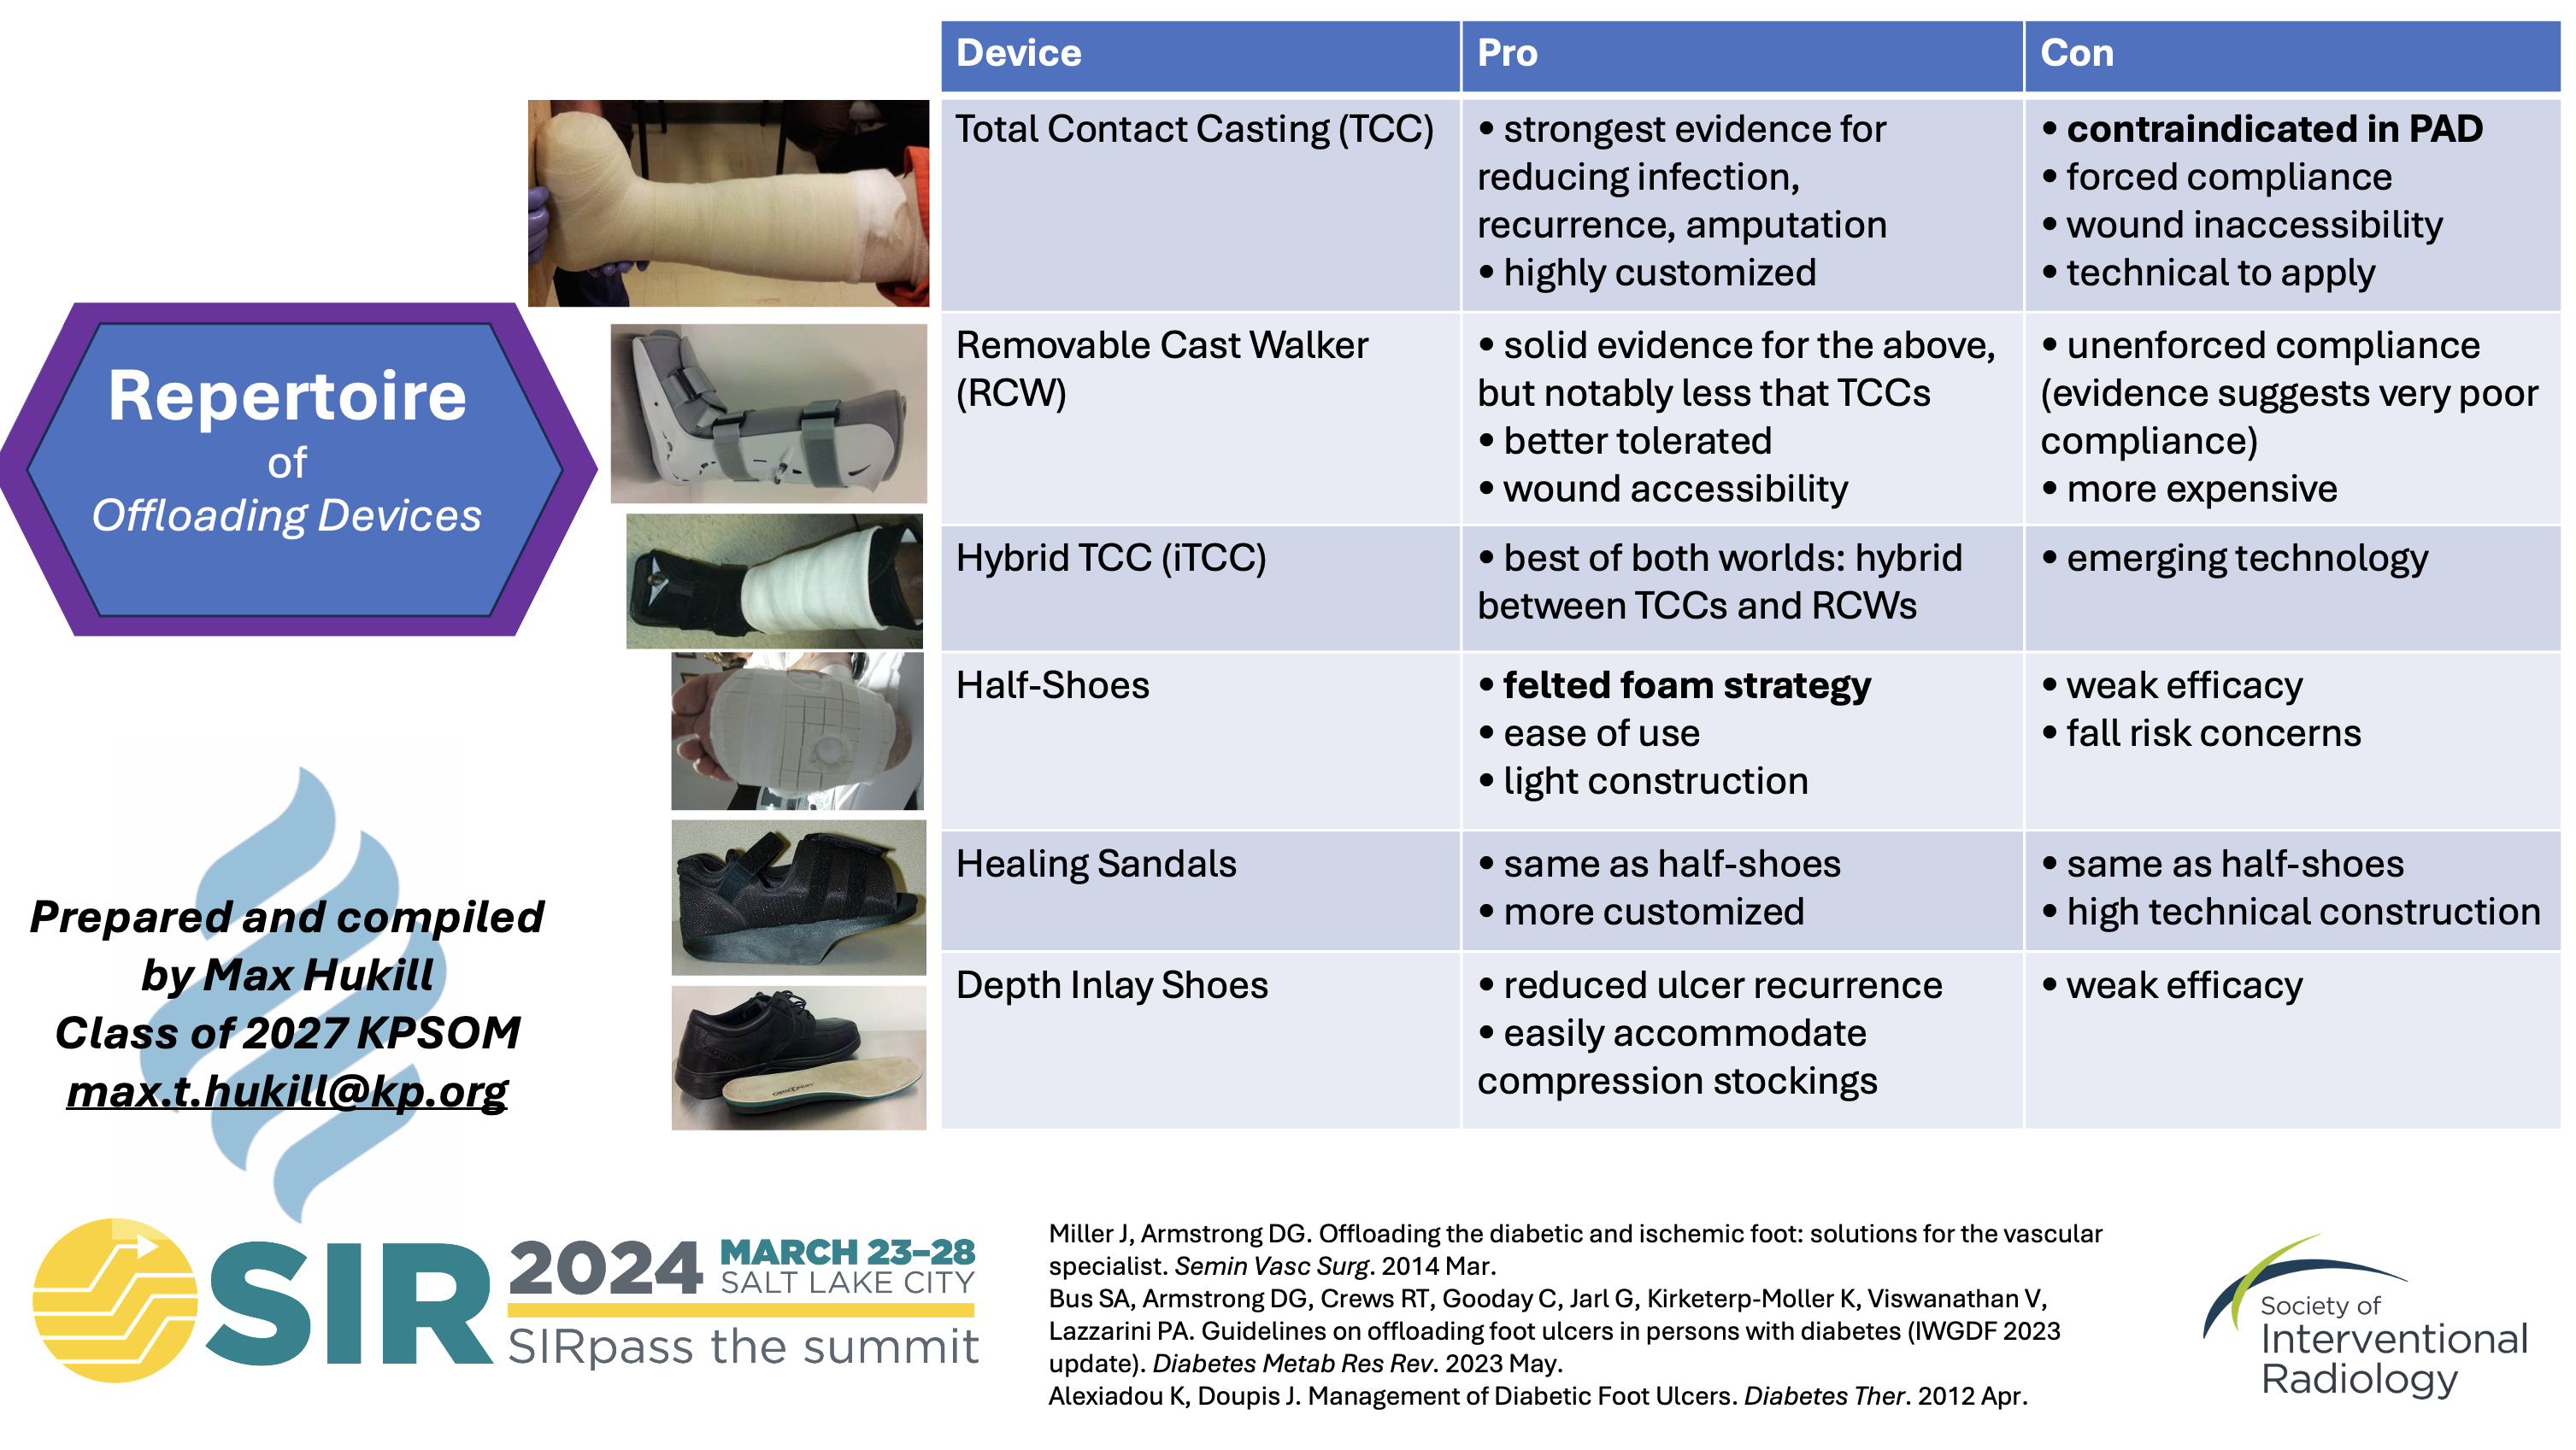 Repertoire
of
Offloading Devices
Prepared and compiled
by Max Hukill
Class of 2027 KPSOM
max.t.hukill@kp.org
Device
Pro
Con
Total Contact Casting (TCC)
• strongest evidence for
reducing infection,
recurrence, amputation
• highly customized
• contraindicated in PAD
• forced compliance
• wound inaccessibility
• technical to apply
Removable Cast Walker
(RCW)
• solid evidence for the above,
but notably less that TCCs
• better tolerated
• wound accessibility
• unenforced compliance
(evidence suggests very poor
compliance)
• more expensive
Hybrid TCC (iTCC)
• best of both worlds: hybrid
between TCCs and RCWs
• emerging technology
Half-Shoes
• felted foam strategy
• ease of use
• light construction
• weak efficacy
• fall risk concerns
Healing Sandals
• same as half-shoes
• more customized
• same as half-shoes
• high technical construction
Depth Inlay Shoes
• reduced ulcer recurrence
• easily accommodate
compression stockings
• weak efficacy
SIR
2024
MARCH 23–28
SALT LAKE CITY
SIRpass the summit
Miller J, Armstrong DG. Offloading the diabetic and ischemic foot: solutions for the vascular
specialist. Semin Vasc Surg. 2014 Mar.
Bus SA, Armstrong DG, Crews RT, Gooday C, Jarl G, Kirketerp-Moller K, Viswanathan V,
Lazzarini PA. Guidelines on offloading foot ulcers in persons with diabetes (IWGDF 2023
update). Diabetes Metab Res Rev. 2023 May.
Alexiadou K, Doupis J. Management of Diabetic Foot Ulcers. Diabetes Ther. 2012 Apr.
Society of
Interventional
Radiology